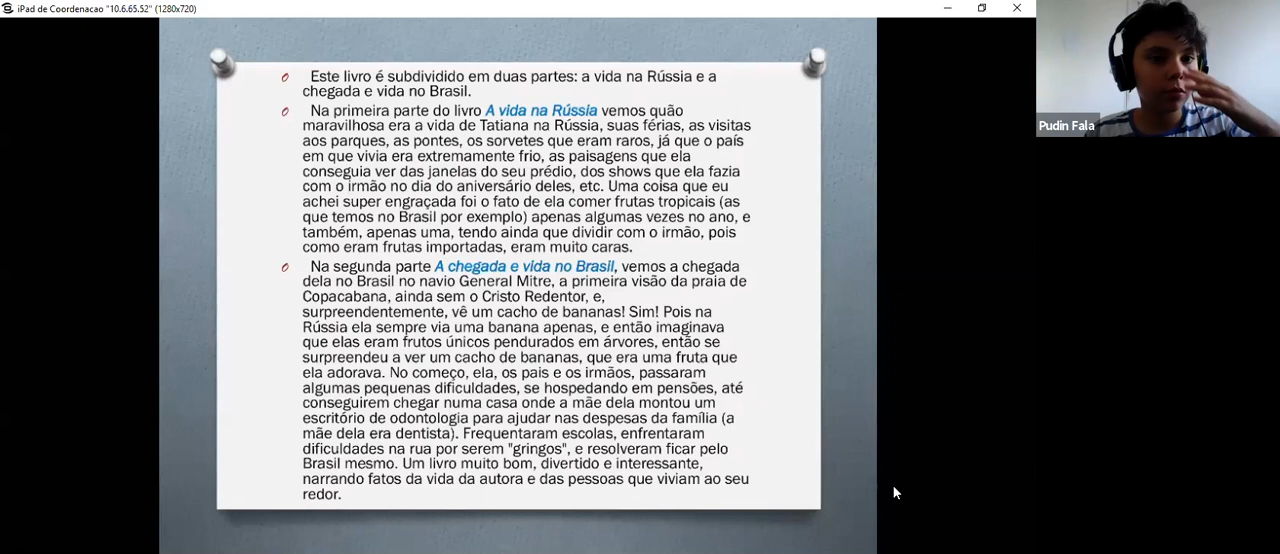 iPad de Coordenacao "10.6.65.52" (1280x720)
Este livro é subdividido em duas partes: a vida na Rússia e a
chegada e vida no Brasil.
Na primeira parte do livro A vida na Rússia vemos quão
maravilhosa era a vida de Tatiana na Rússia, suas férias, as visitas
aos parques, as pontes, os sorvetes que eram raros, já que o país
em que vivia era extremamente frio, as paisagens que ela
conseguia ver das janelas do seu prédio, dos shows que ela fazia
com o irmão no dia do aniversário deles, etc. Uma coisa que eu
achei super engraçada foi o fato de ela comer frutas tropicais (as
que temos no Brasil por exemplo) apenas algumas vezes no ano, e
também, apenas uma, tendo ainda que dividir com o irmão, pois
como eram frutas importadas, eram muito caras.
Na segunda parte A chegada e vida no Brasil, vemos a chegada
dela no Brasil no navio General Mitre, a primeira visão da praia de
Copacabana, ainda sem o Cristo Redentor, e,
surpreendentemente, vê um cacho de bananas! Sim! Pois na
Rússia ela sempre via uma banana apenas, e então imaginava
que elas eram frutos únicos pendurados em árvores, então se
surpreendeu a ver um cacho de bananas, que era uma fruta que
ela adorava. No começo, ela, os pais e os irmãos, passaram
algumas pequenas dificuldades, se hospedando em pensões, até
conseguirem chegar numa casa onde a mãe dela montou um
escritório de odontologia para ajudar nas despesas da família (a
mãe dela era dentista). Frequentaram escolas, enfrentaram
dificuldades na rua por serem "gringos", e resolveram ficar pelo
Brasil mesmo. Um livro muito bom, divertido e interessante,
narrando fatos da vida da autora e das pessoas que viviam ao seu
redor.
Pudin Fala